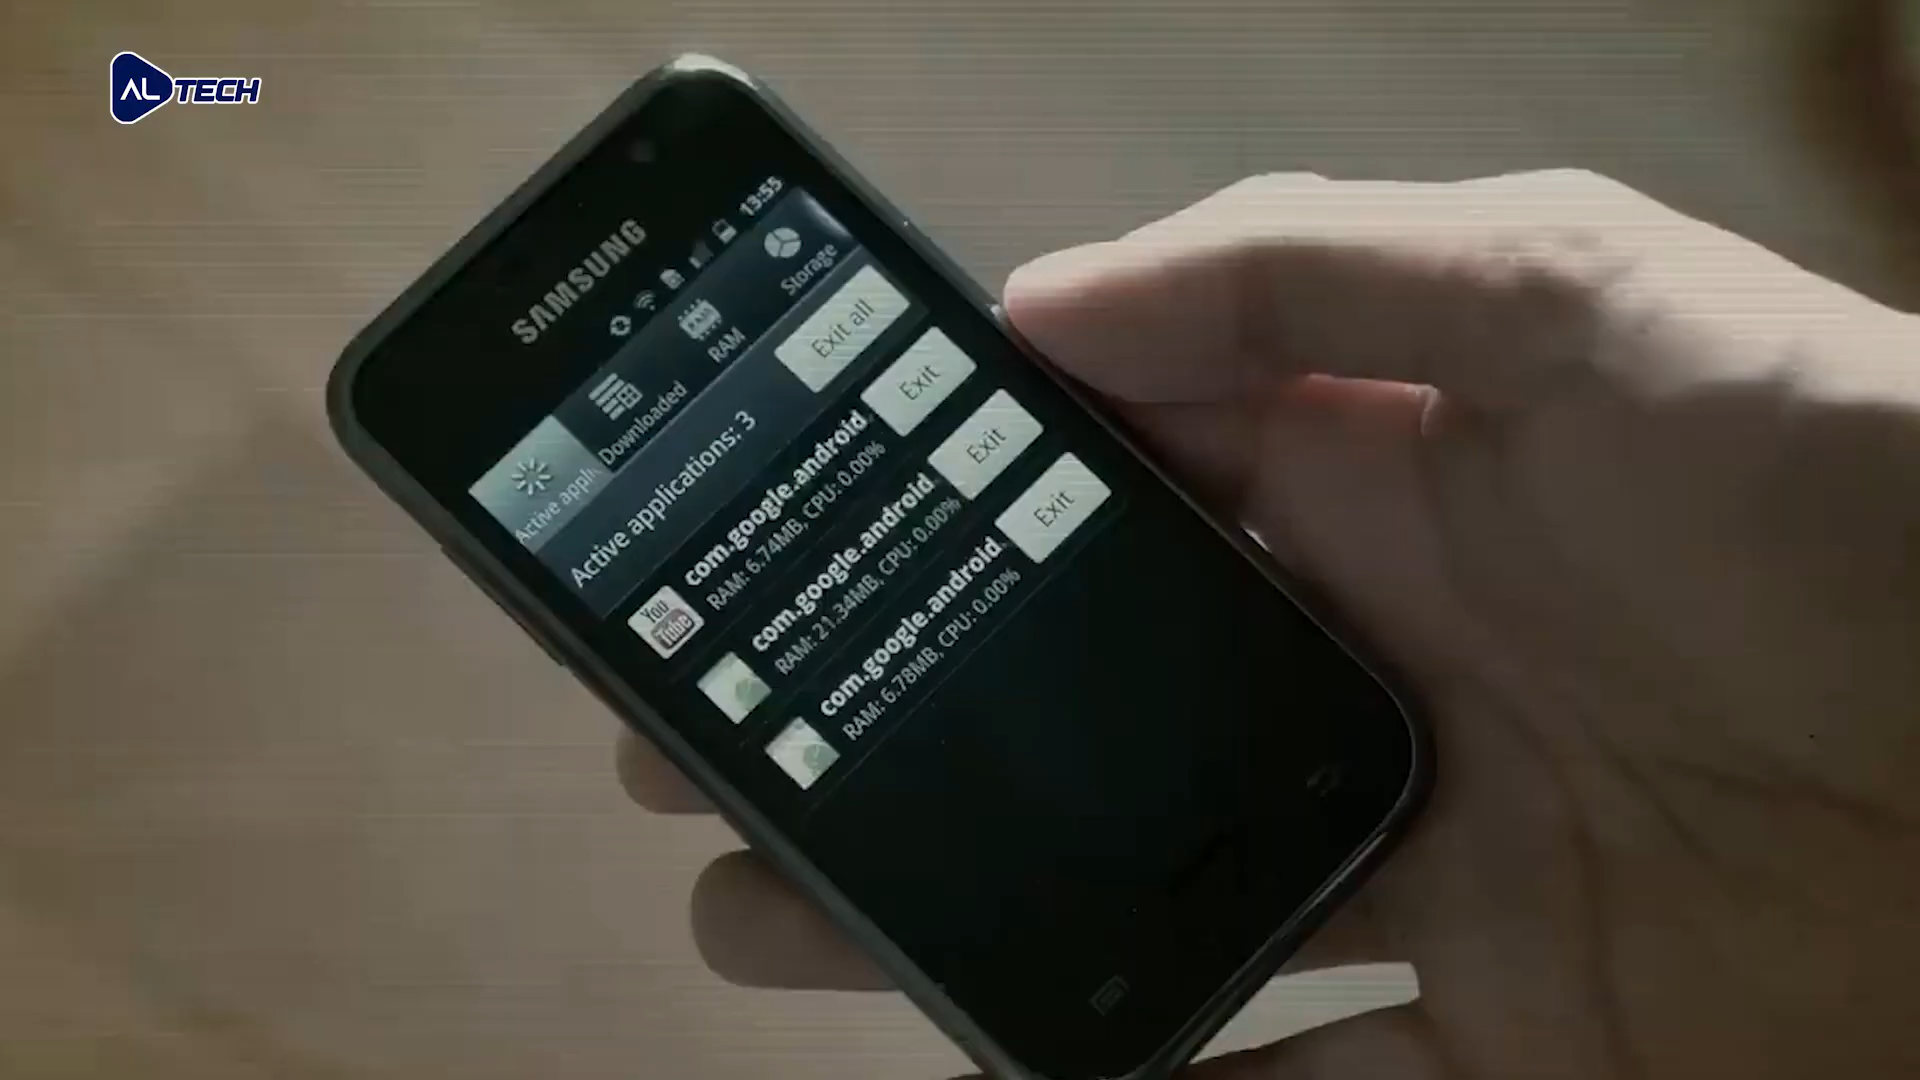 AL TECH
SAMSUNG
13:55
Active appli
Downloaded
RAM
Storage
Active applications: 3
Exit all
You Tube
com.google.android.
RAM: 6.74MB, CPU: 0.00%
Exit
com.google.android.
RAM: 21.34MB, CPU: 0.00%
Exit
com.google.android.
RAM: 6.78MB, CPU: 0.00%
Exit